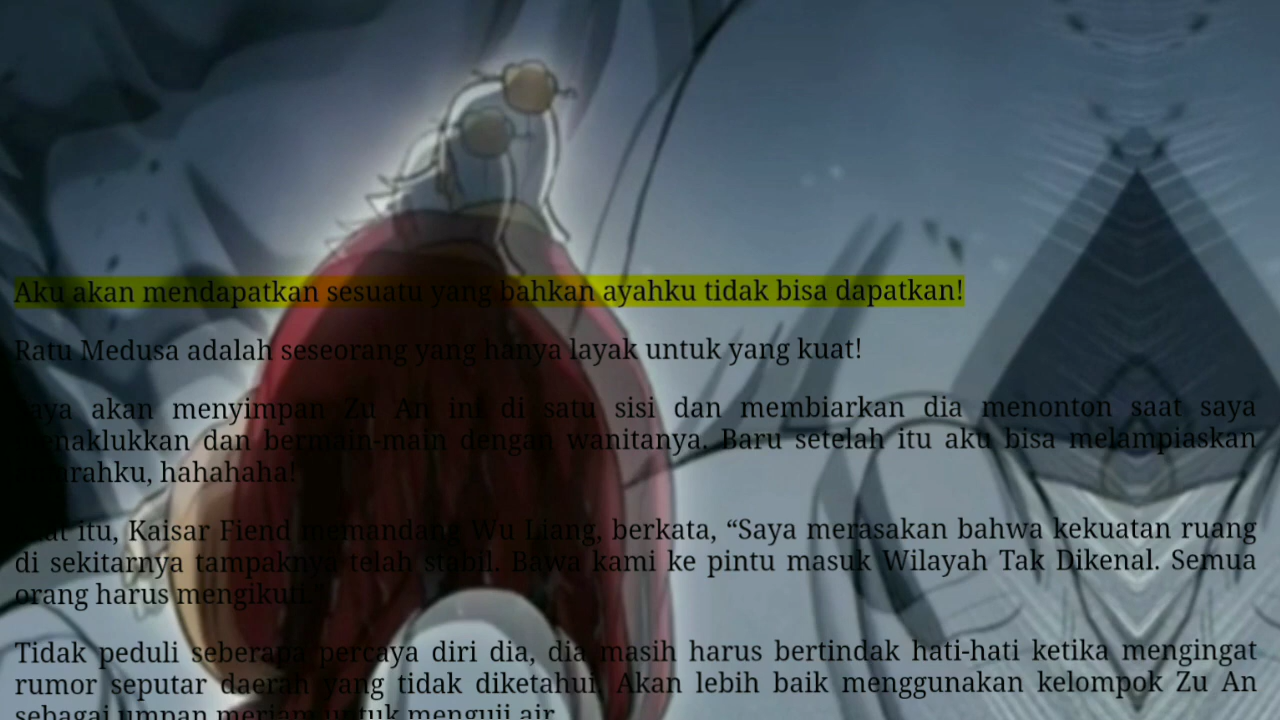 Aku akan mendapatkan sesuatu yang bahkan ayahku tidak bisa dapatkan!
Ratu Medusa adalah seseorang yang hanya layak untuk yang kuat!
Saya akan menyimpan Zu An ini di satu sisi dan membiarkan dia menonton saat saya
menaklukkan dan bermain-main dengan wanitanya. Baru setelah itu aku bisa melampiaskan
amarahku, hahahaha!
Saat itu, Kaisar Fiend memandang Wu Liang, berkata, “Saya merasakan bahwa kekuatan ruang
di sekitarnya tampaknya telah stabil. Bawa kami ke pintu masuk Wilayah Tak Dikenal. Semua
orang harus mengikuti.”
Tidak peduli seberapa percaya diri dia, dia masih harus bertindak hati-hati ketika mengingat
rumor seputar daerah yang tidak diketahui. Akan lebih baik menggunakan kelompok Zu An
sebagai umpan meriam untuk menguji air.